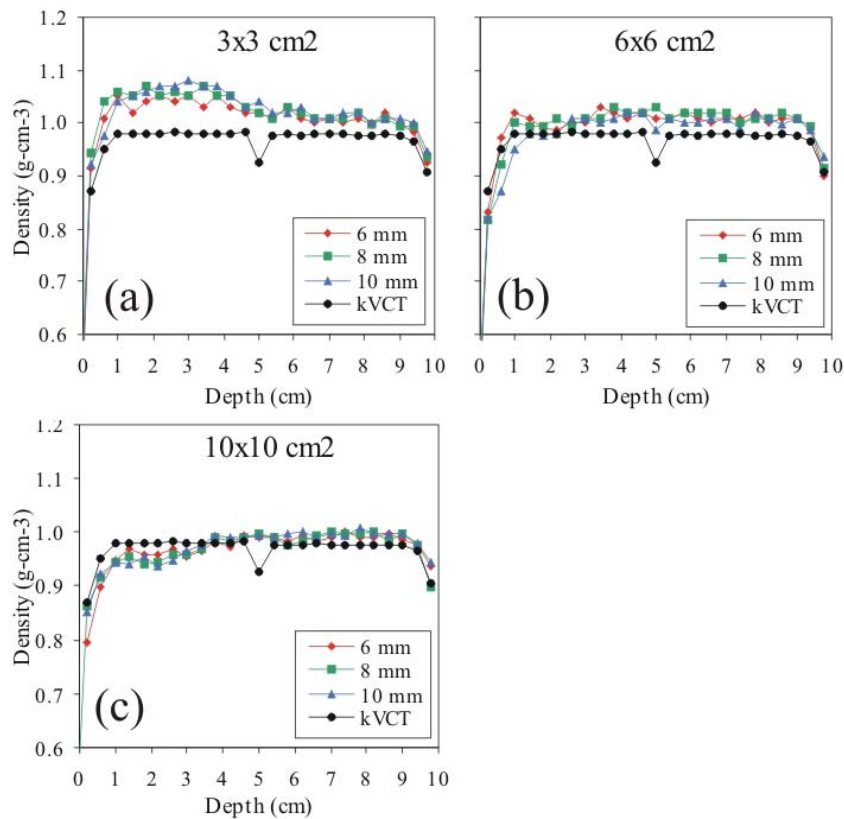 3x3 cm2
1.2
1.1
1.0
0.9
0.8
0.7
0.6
Density (g-cm-3)
6 mm
8 mm
10 mm
kVCT
(a)
0 1 2 3 4 5 6 7 8 9 10
Depth (cm)
6x6 cm2
1.2
1.1
1.0
0.9
0.8
0.7
0.6
Density (g-cm-3)
6 mm
8 mm
10 mm
kVCT
(b)
0 1 2 3 4 5 6 7 8 9 10
Depth (cm)
10x10 cm2
1.2
1.1
1.0
0.9
0.8
0.7
0.6
Density (g-cm-3)
6 mm
8 mm
10 mm
kVCT
(c)
0 1 2 3 4 5 6 7 8 9 10
Depth (cm)